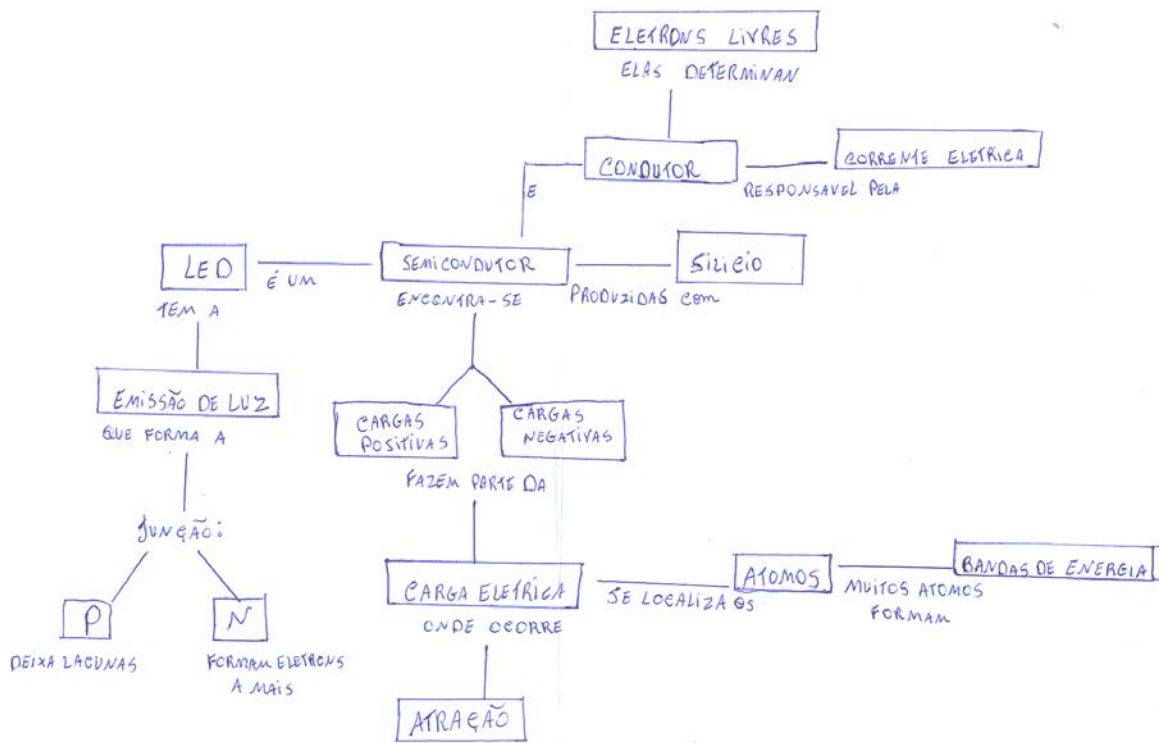 ELETRONS LIVRES
ELAS DETERMINAN
CONDUTOR
CORRENTE ELETRÍCA
E
RESPONSAVEL PELA
LED
É UM
SEMICONDUTOR
SILICIO
TEM A
ENCONTRA-SE
PRODUZIDAS COM
EMISSÃO DE LUZ
QUE FORMA A
CARGAS
POSITIVAS
CARGAS
NEGATIVAS
FAZEM PARTE DA
JUNÇÃO:
CARGA ELETRÍCA
SE LOCALIZA OS
ATOMOS
MUITOS ATOMOS
FORMAM
BANDAS DE ENERGIA
ONDE OCORRE
P
N
DEIXA LACUNAS
FORMAM ELETRONS
A MAIS
ATRAÇÃO